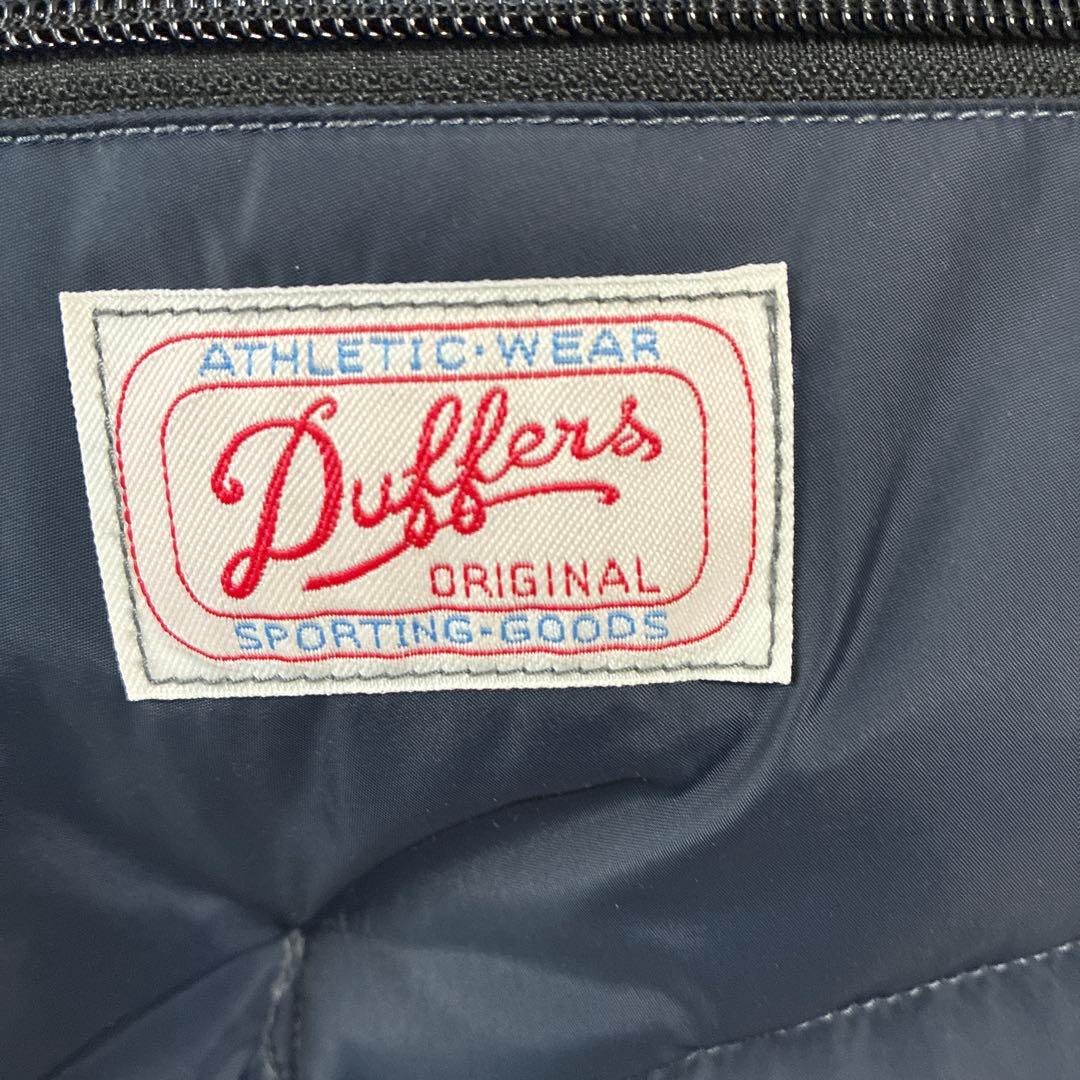 ATHLETIC·WEAR
Duffers
ORIGINAL
SPORTING-GOODS